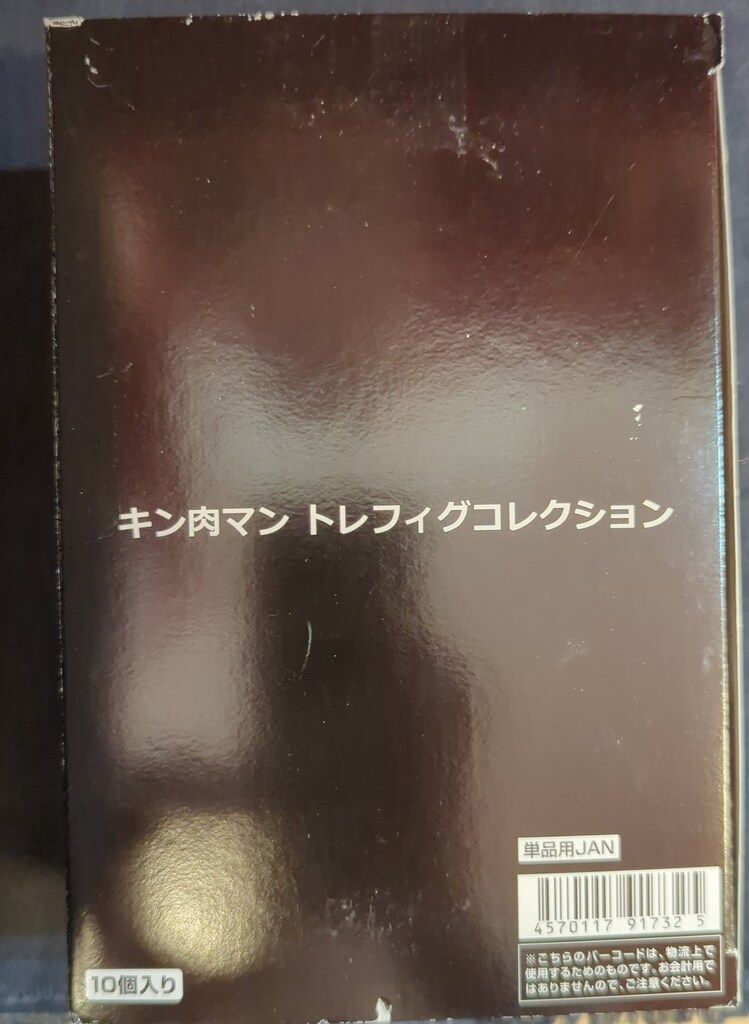 キン肉マン トレフィグコレクション
単品用JAN
4570117 91732 5
※こちらのバーコードは、物流上で
使用するためのものです。お会計用で
はありませんので、ご注意ください。
10個入り